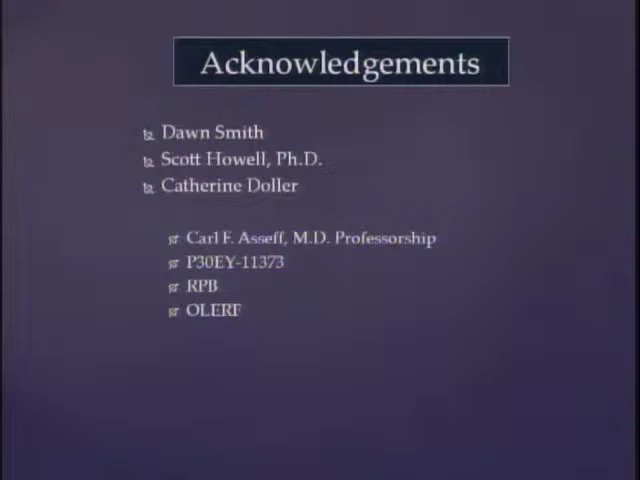 Acknowledgements
Dawn Smith
Scott Howell, Ph.D.
Catherine Doller
Carl F. Asseff, M.D. Professorship
P30EY-11373
RPB
OLERF